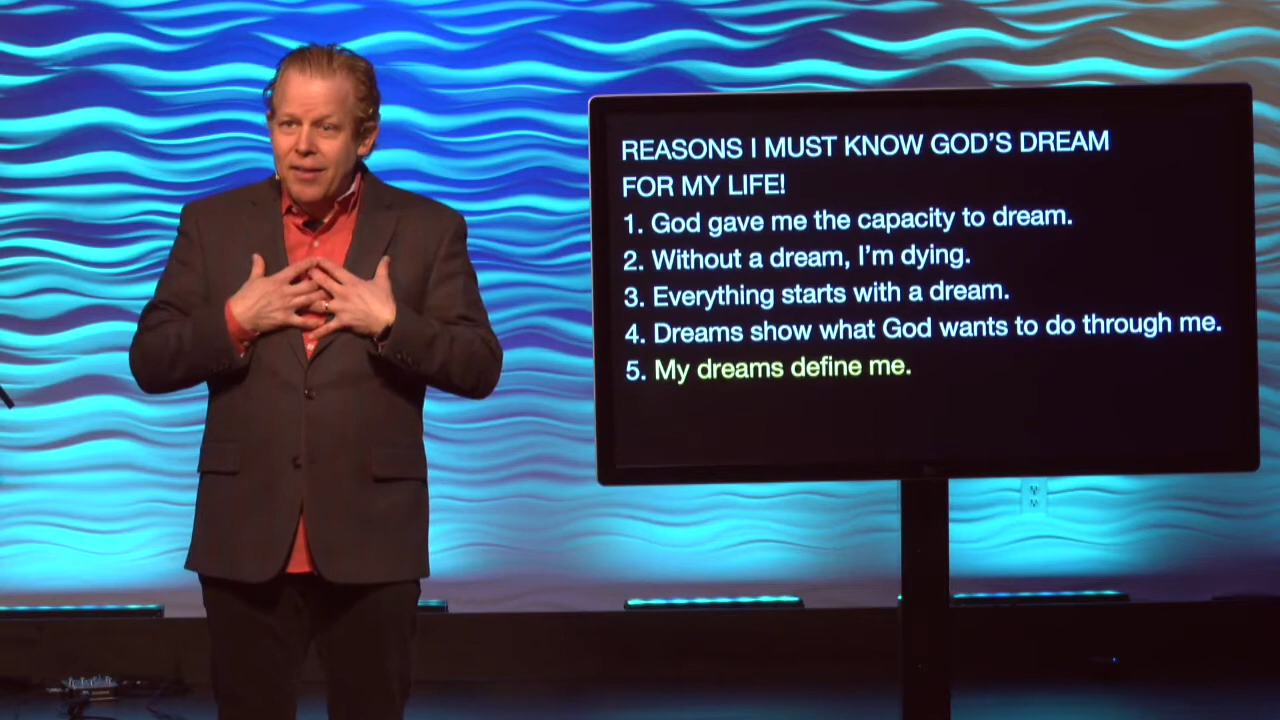 REASONS I MUST KNOW GOD'S DREAM
FOR MY LIFE!
1. God gave me the capacity to dream.
2. Without a dream, I'm dying.
3. Everything starts with a dream.
4. Dreams show what God wants to do through me.
5. My dreams define me.